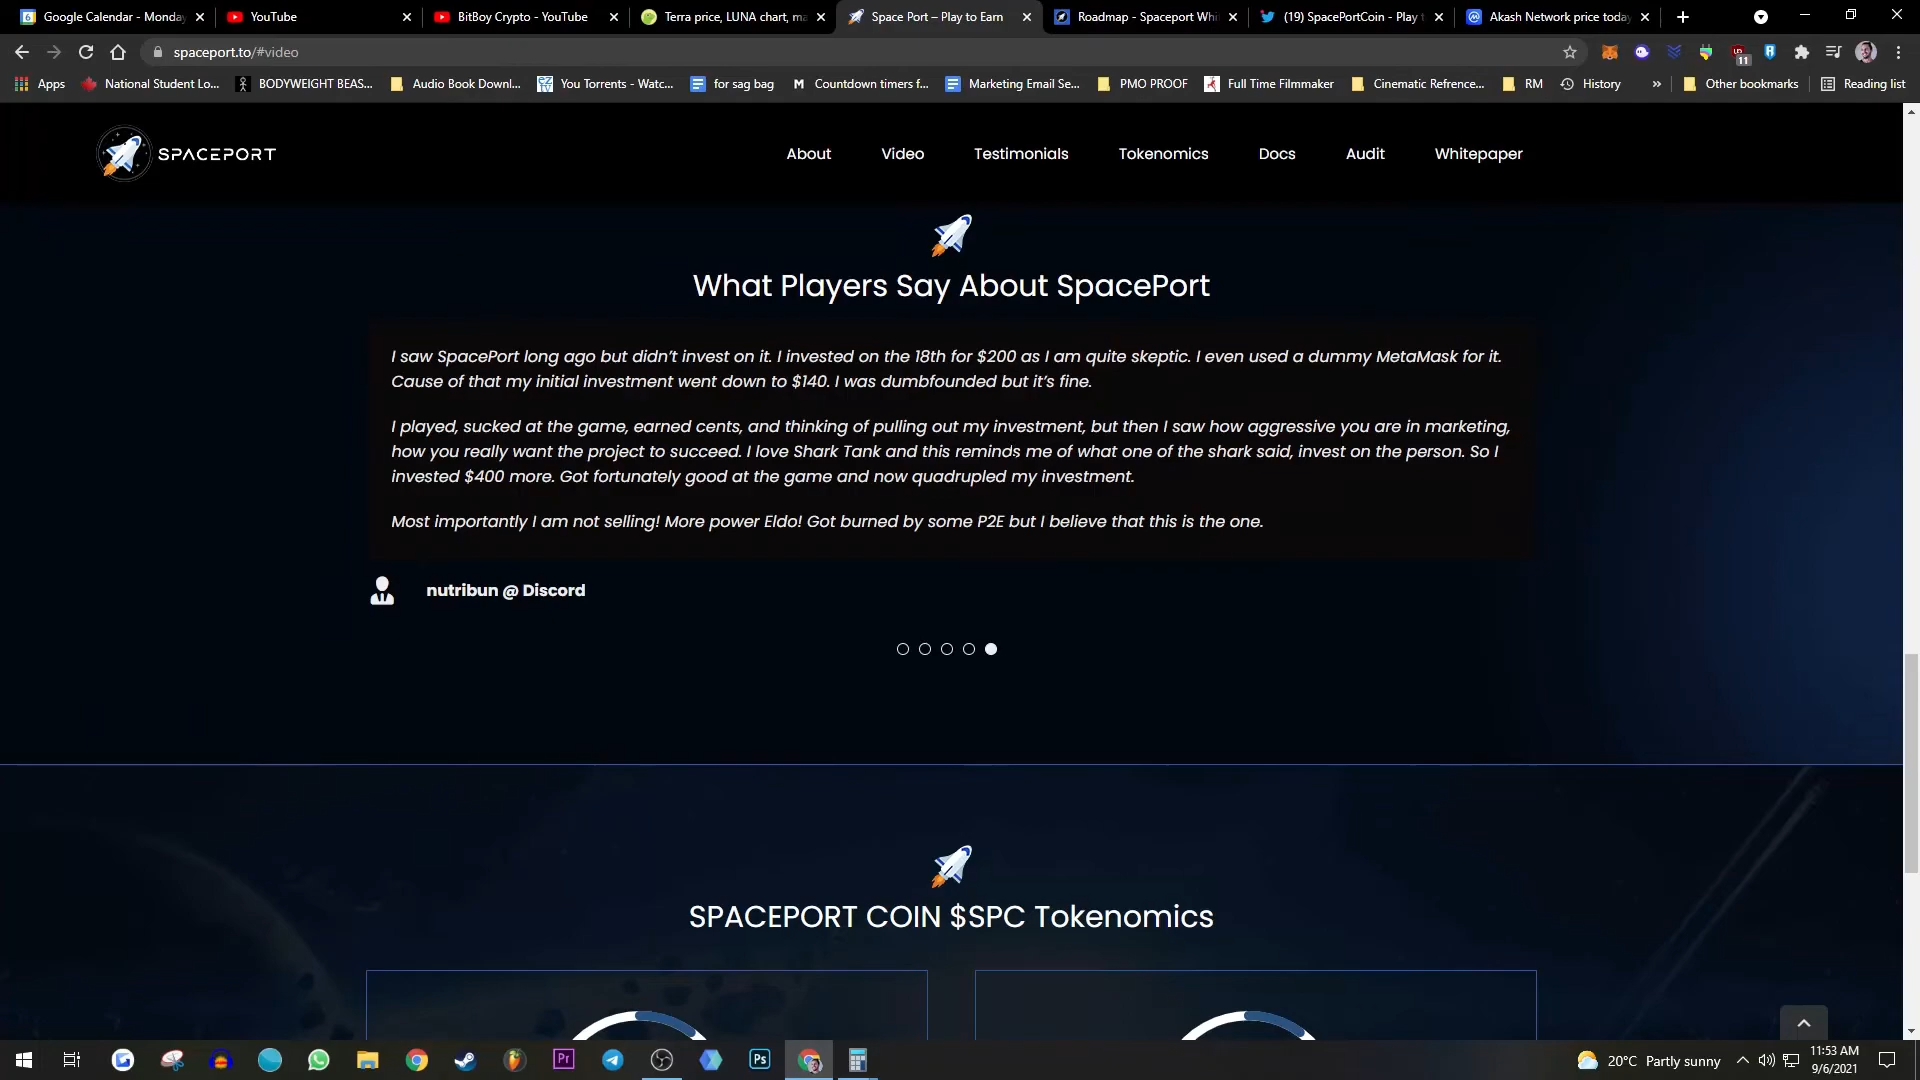 Google Calendar - Monday
YouTube
BitBoy Crypto - YouTube
Terra price, LUNA chart, ma
Space Port – Play to Earn
Roadmap - Spaceport Whi
(19) SpacePortCoin - Play t
Akash Network price today
spaceport.to/#video
11
Apps
National Student Lo...
BODYWEIGHT BEAS...
Audio Book Downl...
You Torrents - Watc...
for sag bag
Countdown timers f...
Marketing Email Se...
PMO PROOF
Full Time Filmmaker
Cinematic Refrence...
RM
History
Other bookmarks
Reading list
SPACEPORT
About
Video
Testimonials
Tokenomics
Docs
Audit
Whitepaper
What Players Say About SpacePort
I saw SpacePort long ago but didn't invest on it. I invested on the 18th for $200 as I am quite skeptic. I even used a dummy MetaMask for it.
Cause of that my initial investment went down to $140. I was dumbfounded but it's fine.
I played, sucked at the game, earned cents, and thinking of pulling out my investment, but then I saw how aggressive you are in marketing,
how you really want the project to succeed. I love Shark Tank and this reminds me of what one of the shark said, invest on the person. So I
invested $400 more. Got fortunately good at the game and now quadrupled my investment.
Most importantly I am not selling! More power Eldo! Got burned by some P2E but I believe that this is the one.
nutribun @ Discord
SPACEPORT COIN $SPC Tokenomics
Pr
Ps
20°C Partly sunny
11:53 AM
9/6/2021